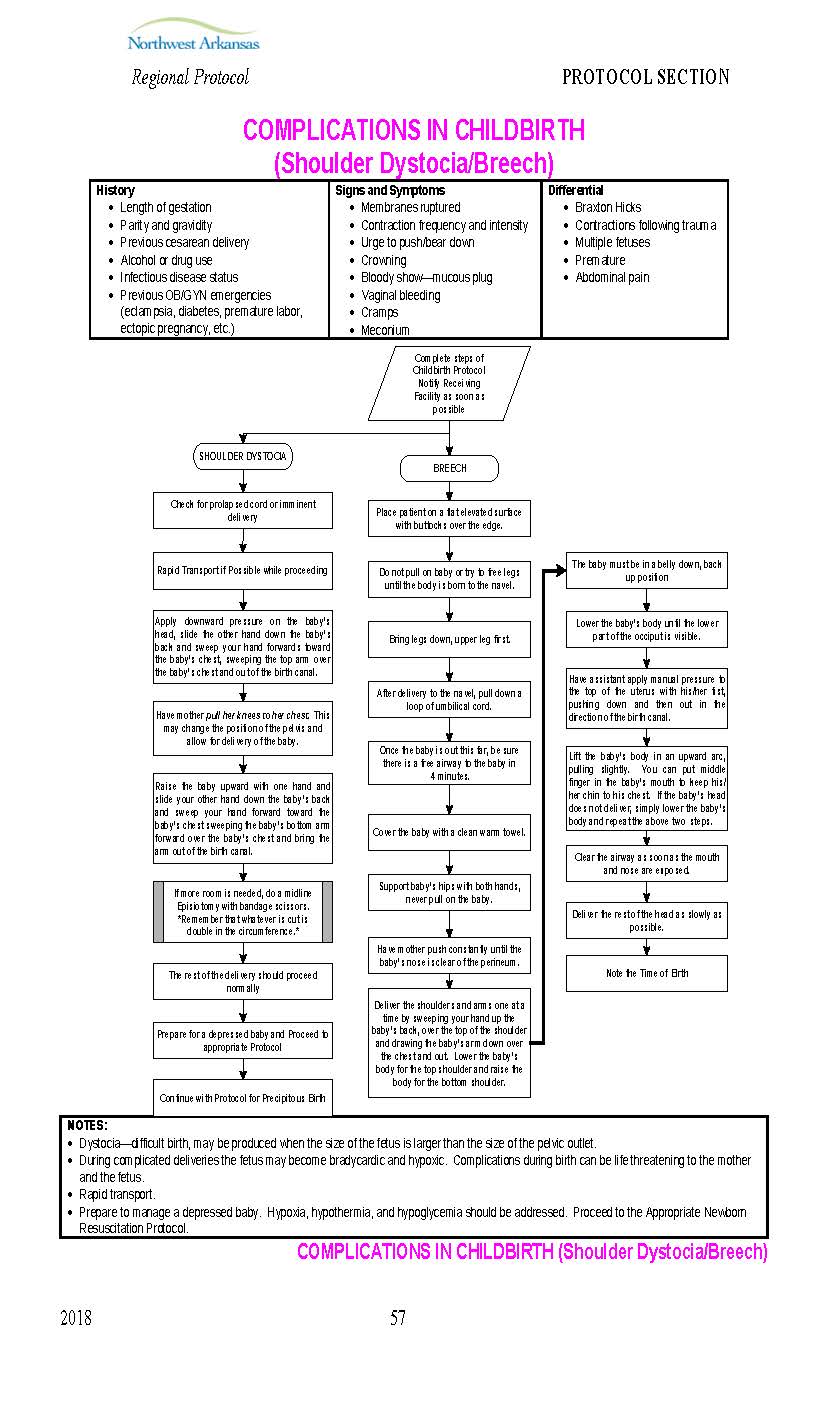 Northwest Arkansas
Regional Protocol
PROTOCOL SECTION
COMPLICATIONS IN CHILDBIRTH
(Shoulder Dystocia/Breech)
History
• Length of gestation
• Parity and gravidity
• Previous cesarean delivery
• Alcohol or drug use
• Infectious disease status
• Previous OB/GYN emergencies
(eclampsia, diabetes, premature labor,
ectopic pregnancy, etc.)
Signs and Symptoms
• Membranes ruptured
• Contraction frequency and intensity
• Urge to push/bear down
• Crowning
• Bloody show—mucous plug
• Vaginal bleeding
• Cramps
• Meconium
Differential
• Braxton Hicks
• Contractions following trauma
• Multiple fetuses
• Premature
• Abdominal pain
Complete steps of
Childbirth Protocol
Notify Receiving
Facility as soon as
possible
SHOULDER DYSTOCIA
Check for prolapsed cord or imminent
delivery
Rapid Transport if Possible while proceeding
Apply downward pressure on the baby's
head, slide the other hand down the baby's
back and sweep your hand forwards toward
the baby's chest, sweeping the top arm over
the baby's chest and out of the birth canal.
Have mother pull her knees to her chest. This
may change the position of the pelvis and
allow for delivery of the baby.
Raise the baby upward with one hand and
slide your other hand down the baby's back
and sweep your hand forward toward the
baby's chest sweeping the baby's bottom arm
forward over the baby's chest and bring the
arm out of the birth canal.
If more room is needed, do a midline
Episiotomy with bandage scissors.
*Remember that whatever is cut is
double in the circumference.*
The rest of the delivery should proceed
normally
Prepare for a depressed baby and Proceed to
appropriate Protocol
Continue with Protocol for Precipitous Birth
BREECH
Place patient on a flat elevated surface
with buttocks over the edge.
Do not pull on baby or try to free legs
until the body is born to the navel.
Bring legs down, upper leg first.
After delivery to the navel, pull down a
loop of umbilical cord.
Once the baby is out this far, be sure
there is a free airway to the baby in
4 minutes.
Cover the baby with a clean warm towel.
Support baby's hips with both hands,
never pull on the baby.
Have mother push constantly until the
baby's nose is clear of the perineum.
Deliver the shoulders and arms one at a
time by sweeping your hand up the
baby's back, over the top of the shoulder
and drawing the baby's arm down over
the chest and out. Lower the baby's
body for the top shoulder and raise the
body for the bottom shoulder.
The baby must be in a belly down, back
up position
Lower the baby's body until the lower
part of the occiput is visible.
Have assistant apply manual pressure to
the top of the uterus with his/her fist,
pushing down and then out in the
direction of the birth canal.
Lift the baby's body in an upward arc,
pulling slightly. You can put middle
finger in the baby's mouth to keep his/
her chin to his chest. If the baby's head
does not deliver, simply lower the baby's
body and repeat the above two steps.
Clear the airway as soon as the mouth
and nose are exposed.
Deliver the rest of the head as slowly as
possible.
Note the Time of Birth
NOTES:
• Dystocia—difficult birth, may be produced when the size of the fetus is larger than the size of the pelvic outlet.
• During complicated deliveries the fetus may become bradycardic and hypoxic. Complications during birth can be life threatening to the mother
and the fetus.
• Rapid transport.
• Prepare to manage a depressed baby. Hypoxia, hypothermia, and hypoglycemia should be addressed. Proceed to the Appropriate Newborn
Resuscitation Protocol.
COMPLICATIONS IN CHILDBIRTH (Shoulder Dystocia/Breech)
2018
57